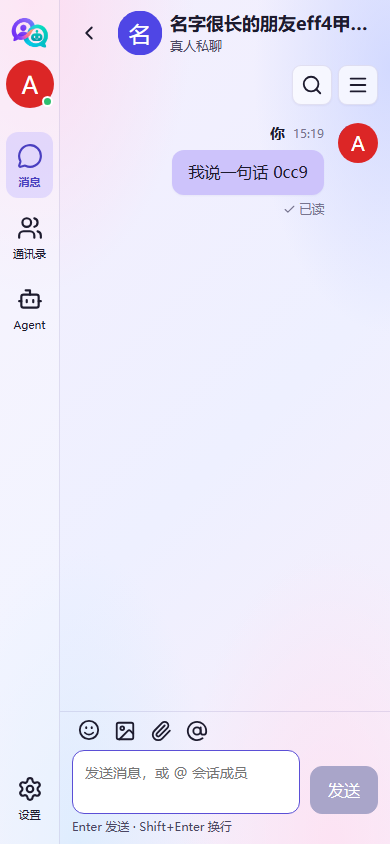 名字很长的朋友eff4甲...
名
真人私聊
A
消息
通讯录
Agent
设置
你 15:19
A
我说一句话 0cc9
已读
发送消息，或 @ 会话成员
发送
Enter 发送 · Shift+Enter 换行